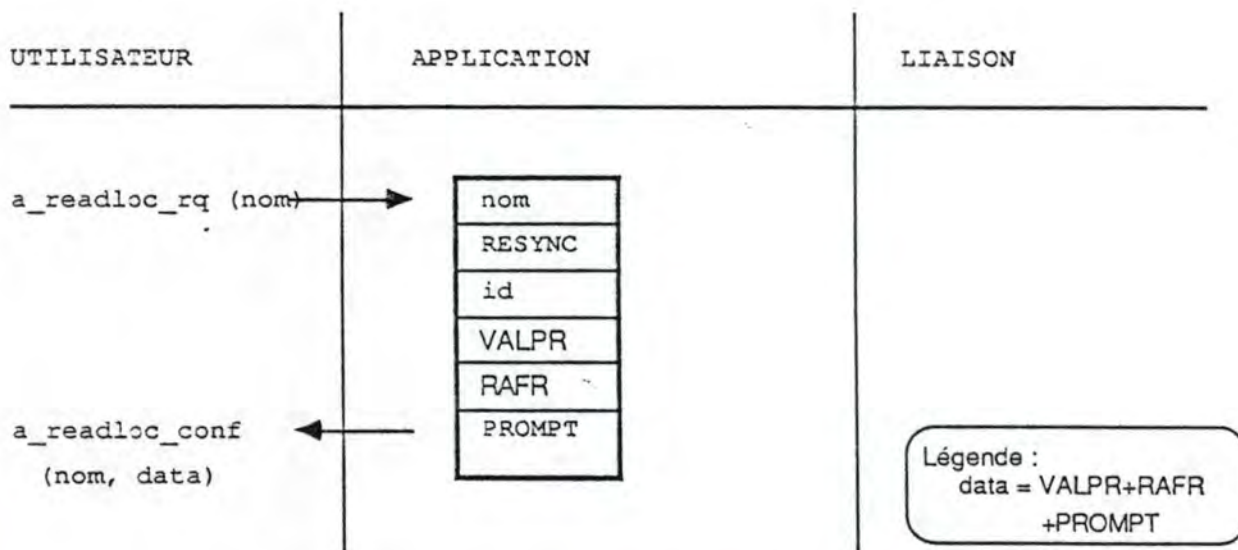 UTILISATEUR
APPLICATION
LIAISON
a_readloc_rq (nom)
nom
RESYNC
id
VALPR
RAFR
PROMPT
a_readloc_conf
(nom, data)
Légende :
data = VALPR+RAFR
+PROMPT